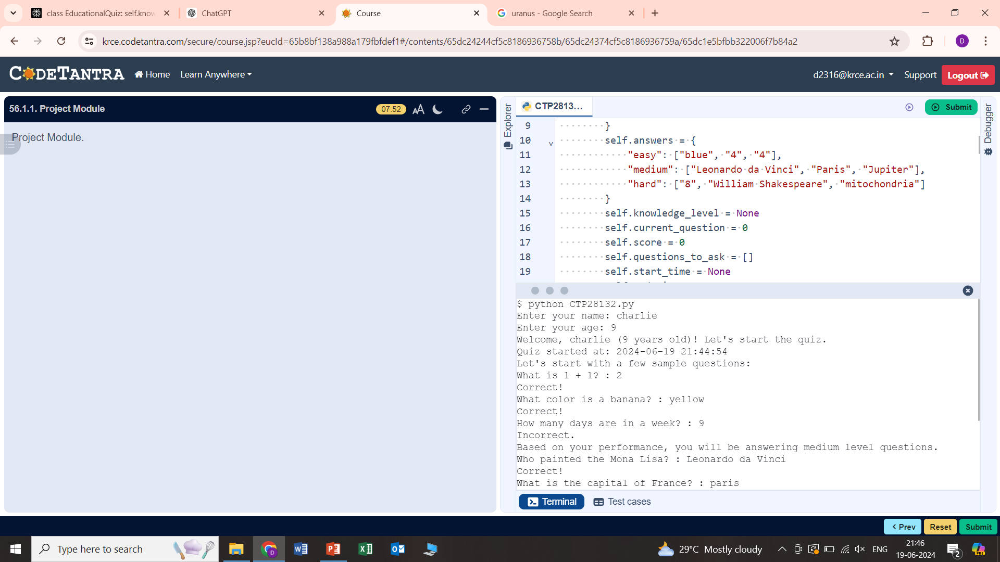 class EducationalQuiz: self.know
ChatGPT
Course
uranus - Google Search
krce.codetantra.com/secure/course.jsp?eucId=65b8bf138a988a179fbfdef1#/contents/65dc24244cf5c8186936758b/65dc24374cf5c8186936759a/65dc1e5bfbb322006f7b84a2
D
CODETANTRA
Home
Learn Anywhere
d2316@krce.ac.in
Support
Logout
56.1.1. Project Module
07:52
AA
Project Module.
Explorer
CTP2813...
Submit
Debugger
9 }
10 self.answers = {
11 "easy": ["blue", "4", "4"],
12 "medium": ["Leonardo da Vinci", "Paris", "Jupiter"],
13 "hard": ["8", "William Shakespeare", "mitochondria"]
14 }
15 self.knowledge_level = None
16 self.current_question = 0
17 self.score = 0
18 self.questions_to_ask = []
19 self.start_time = None
$ python CTP28132.py
Enter your name: charlie
Enter your age: 9
Welcome, charlie (9 years old)! Let's start the quiz.
Quiz started at: 2024-06-19 21:44:54
Let's start with a few sample questions:
What is 1 + 1? : 2
Correct!
What color is a banana? : yellow
Correct!
How many days are in a week? : 9
Incorrect.
Based on your performance, you will be answering medium level questions.
Who painted the Mona Lisa? : Leonardo da Vinci
Correct!
What is the capital of France? : paris
Terminal
Test cases
Prev
Reset
Submit
Type here to search
29°C Mostly cloudy
ENG
21:46
19-06-2024
2
PRE